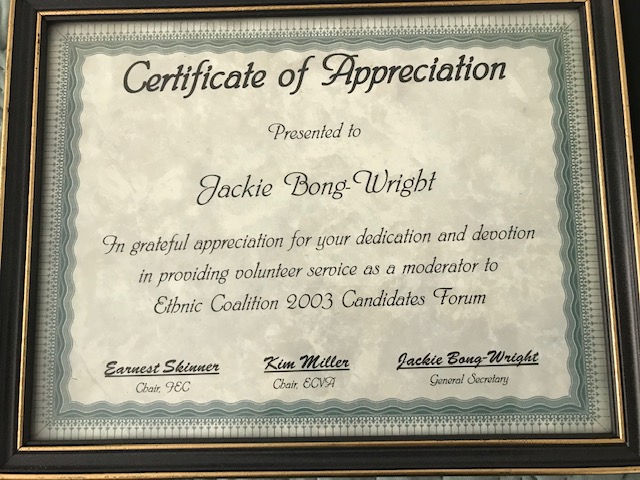 Certificate of Appreciation
Presented to
Jackie Bong-Wright
In grateful appreciation for your dedication and devotion
in providing volunteer service as a moderator to
Ethnic Coalition 2003 Candidates Forum
Earnest Skinner Kim Miller Jackie Bong-Wright
Chair, IEC Chair, ECVA General Secretary